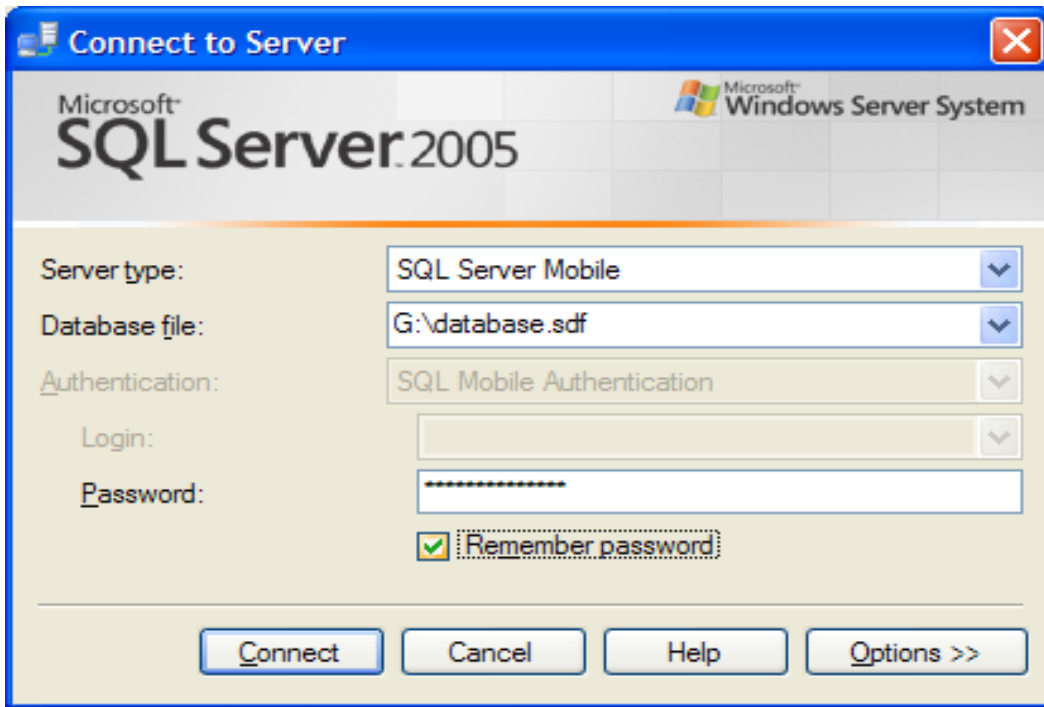 Connect to Server
Microsoft
SQL Server 2005
Microsoft
Windows Server System
Server type: SQL Server Mobile
Database file: G:\database.sdf
Authentication: SQL Mobile Authentication
Login:
Password: **************
Remember password
Connect Cancel Help Options >>